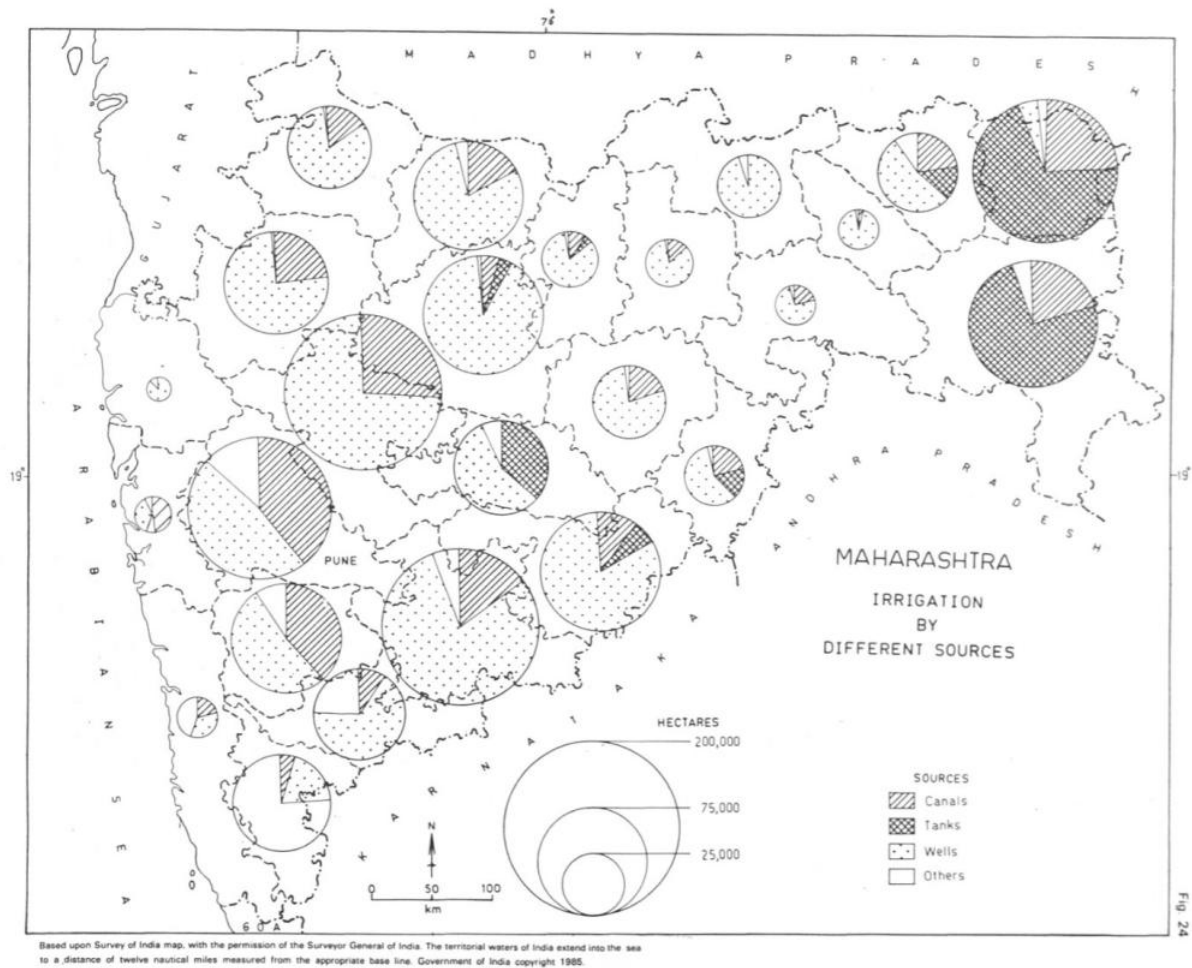 76°
M A D H Y A P R A D E S H
G U J A R A T
19°
19°
A R A B I A N S E A
PUNE
A N D H R A P R A D E S H
K A R N A T A K A
GOA
MAHARASHTRA
IRRIGATION
BY
DIFFERENT SOURCES
HECTARES
200,000
75,000
25,000
SOURCES
Canals
Tanks
Wells
Others
N
0 50 100
km
Fig. 24
Based upon Survey of India map, with the permission of the Surveyor General of India. The territorial waters of India extend into the sea
to a distance of twelve nautical miles measured from the appropriate base line. Government of India copyright 1985.